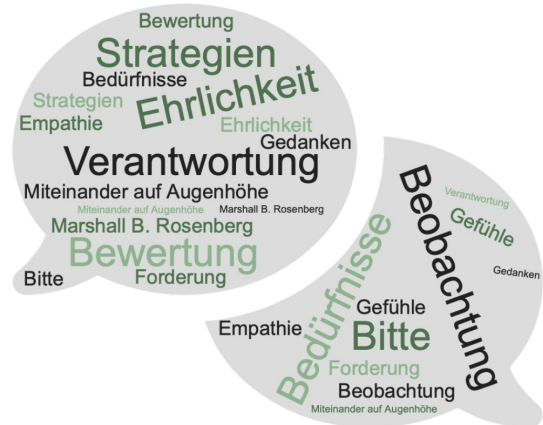 Bewertung
Strategien
Bedürfnisse
Ehrlichkeit
Strategien
Empathie
Ehrlichkeit
Gedanken
Verantwortung
Miteinander auf Augenhöhe
Miteinander auf Augenhöhe
Marshall B. Rosenberg
Marshall B. Rosenberg
Bewertung
Bitte
Forderung
Beobachtung
Verantwortung
Gefühle
Gedanken
Bedürfnisse
Gefühle
Empathie
Bitte
Forderung
Beobachtung
Miteinander auf Augenhöhe